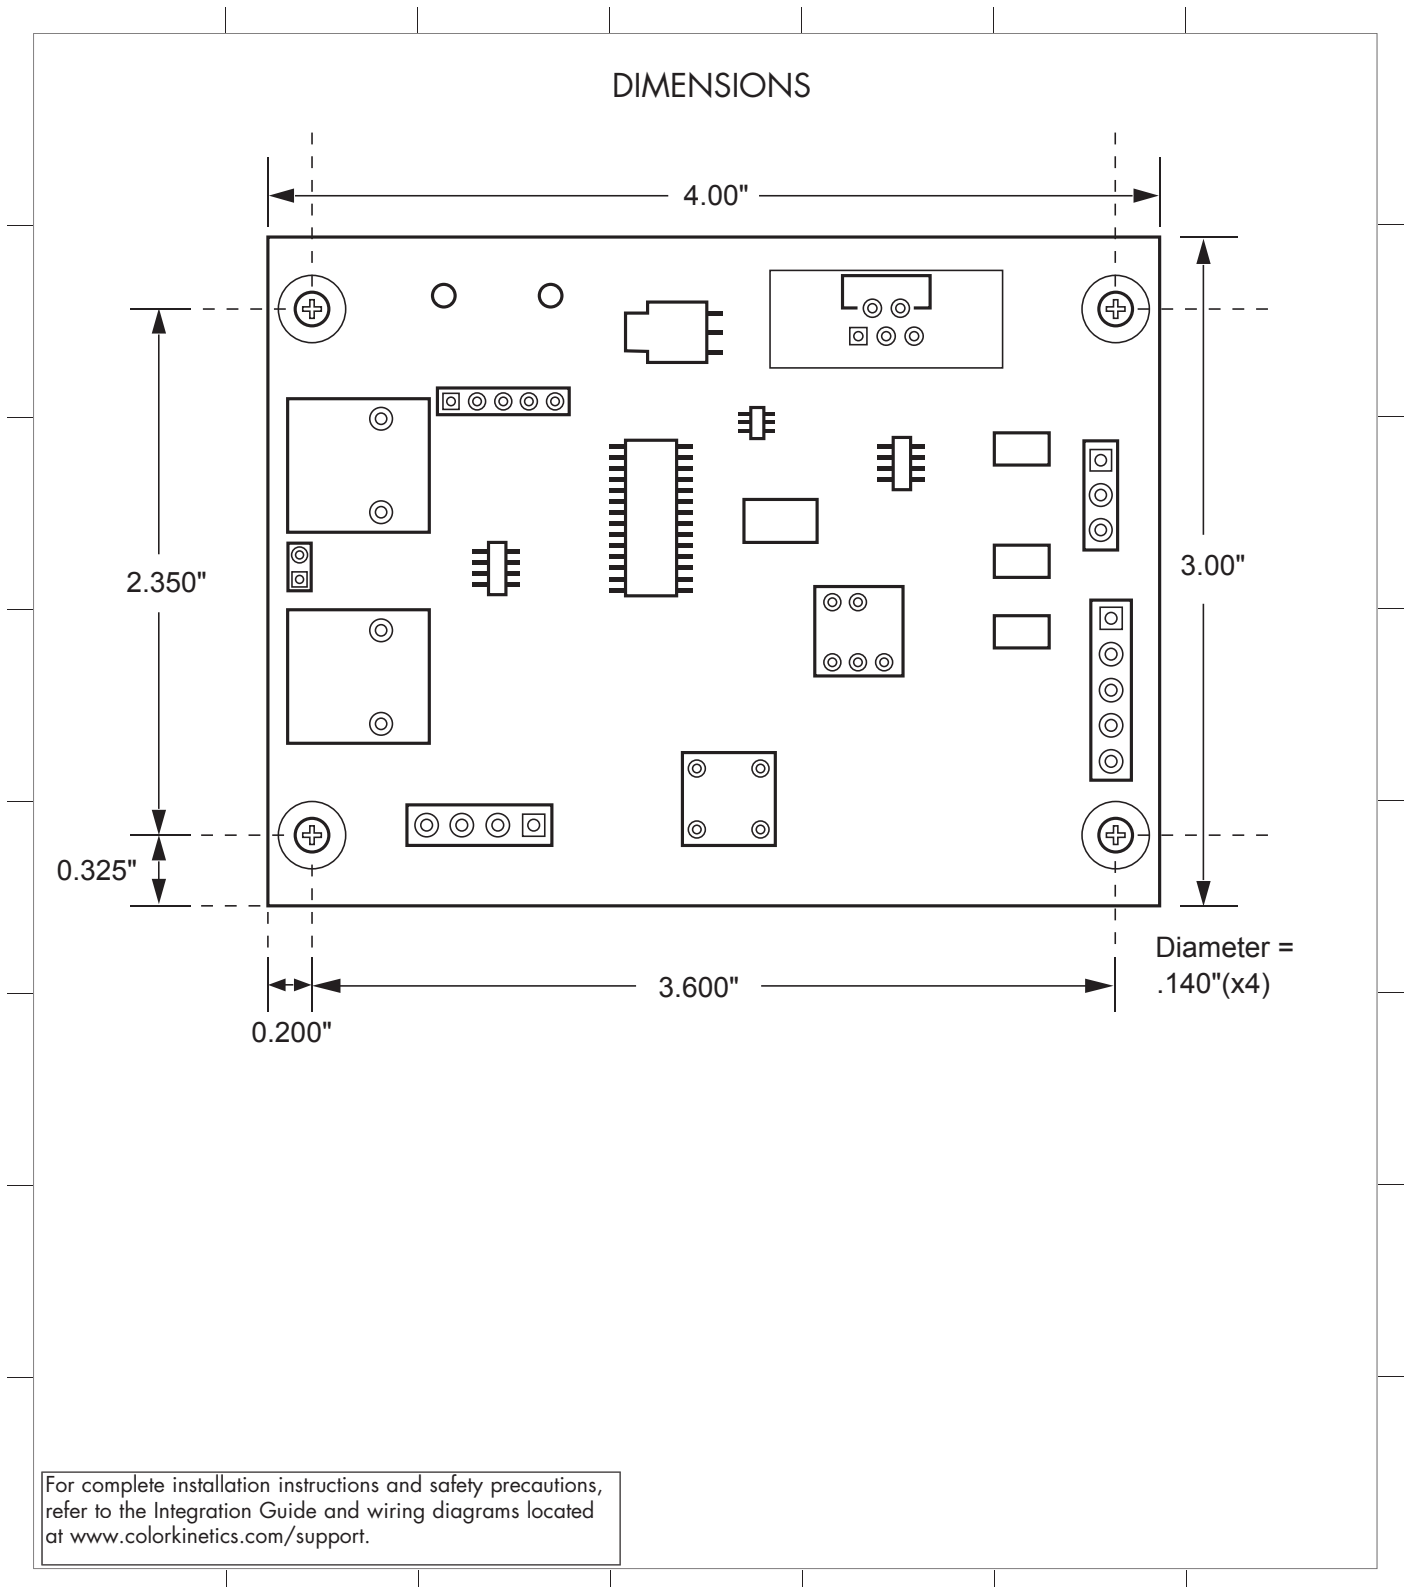 DIMENSIONS
4.00"
3.00"
2.350"
0.325"
Diameter =
.140"(x4)
3.600"
0.200"
For complete installation instructions and safety precautions,
refer to the Integration Guide and wiring diagrams located
at www.colorkinetics.com/support.